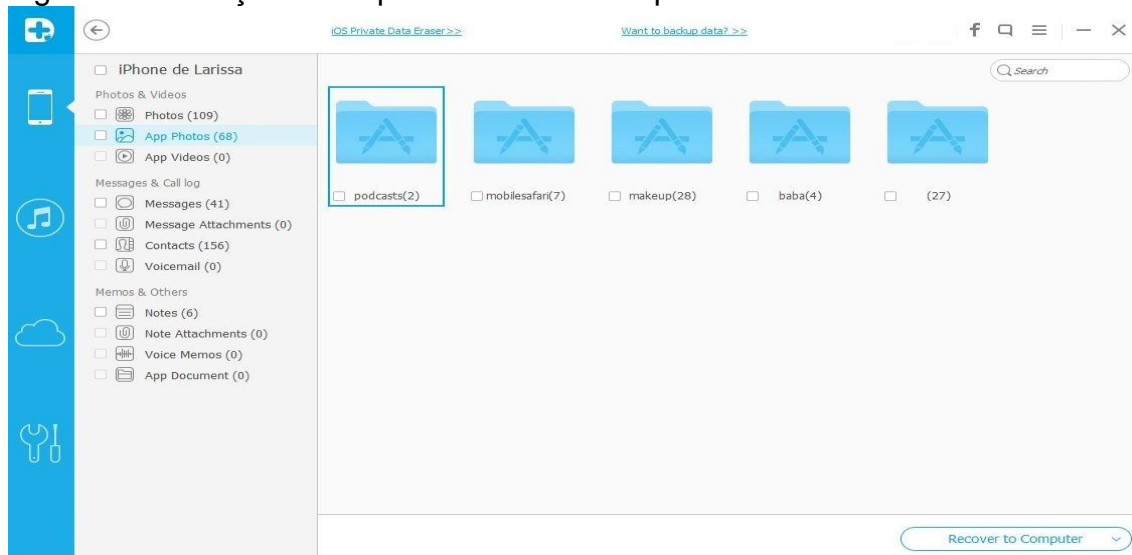 iOS Private Data Eraser>>
Want to backup data? >>
iPhone de Larissa
Search
Photos & Videos
Photos (109)
App Photos (68)
App Videos (0)
Messages & Call log
Messages (41)
Message Attachments (0)
Contacts (156)
Voicemail (0)
Memos & Others
Notes (6)
Note Attachments (0)
Voice Memos (0)
App Document (0)
podcasts(2)
mobilesafari(7)
makeup(28)
baba(4)
(27)
Recover to Computer